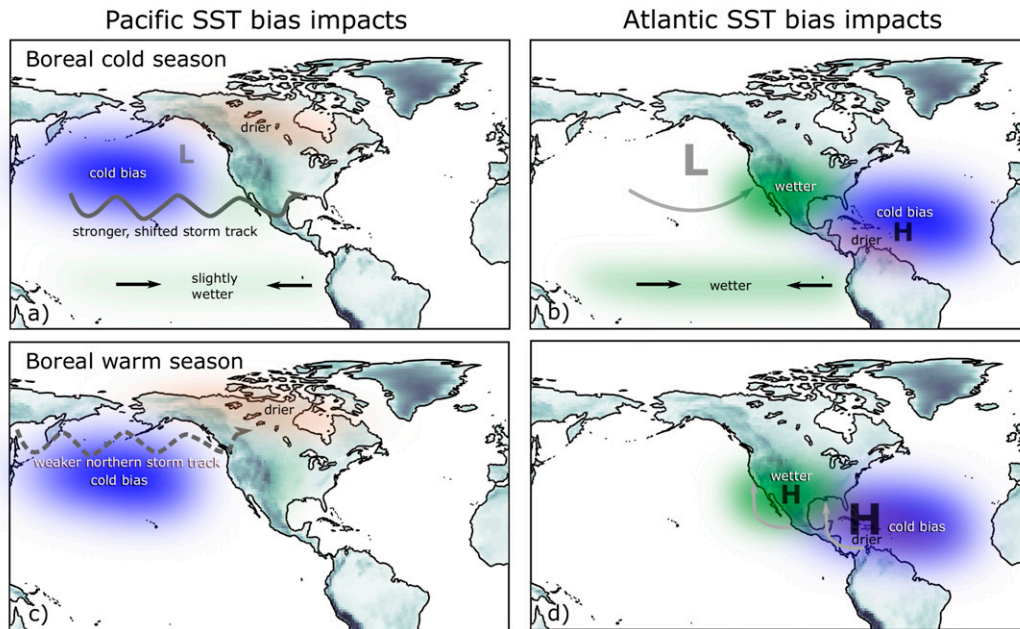 Pacific SST bias impacts
Atlantic SST bias impacts
Boreal cold season
drier
L
cold bias
stronger, shifted storm track
slightly
wetter
a)
L
wetter
cold bias
H
drier
wetter
b)
Boreal warm season
drier
weaker northern storm track
cold bias
c)
wetter
H
H
cold bias
drier
d)